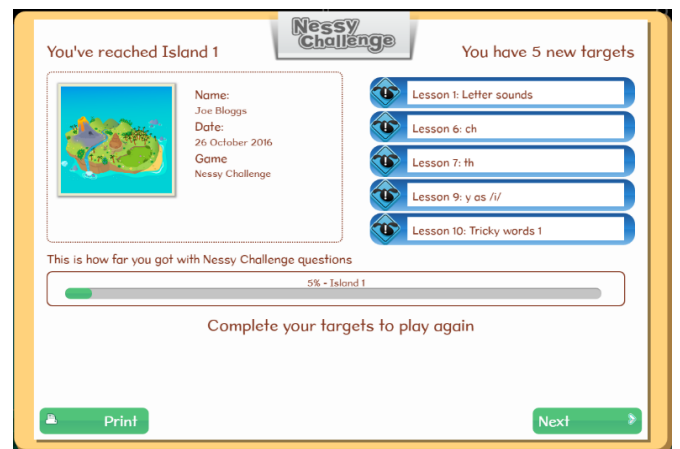 Nessy
Challenge
You've reached Island 1
You have 5 new targets
Name:
Joe Bloggs
Date:
26 October 2016
Game
Nessy Challenge
Lesson 1: Letter sounds
Lesson 6: ch
Lesson 7: th
Lesson 9: y as /i/
Lesson 10: Tricky words 1
This is how far you got with Nessy Challenge questions
5% - Island 1
Complete your targets to play again
Print
Next